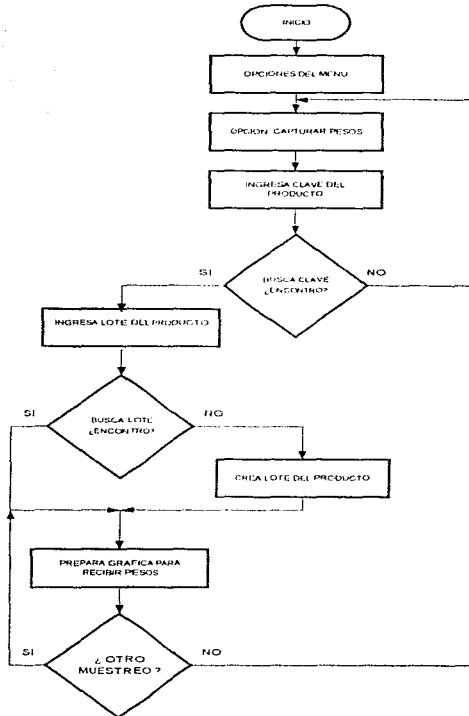 INICIO
OPCIONES DEL MENU
OPCION: CAPTURAR PESOS
INGRESA CLAVE DEL
PRODUCTO
BUSCA CLAVE
¿ENCONTRO?
SI
NO
INGRESA LOTE DEL PRODUCTO
BUSCA LOTE
¿ENCONTRO?
SI
NO
CREA LOTE DEL PRODUCTO
PREPARA GRAFICA PARA
RECIBIR PESOS
¿ OTRO
MUESTREO ?
SI
NO